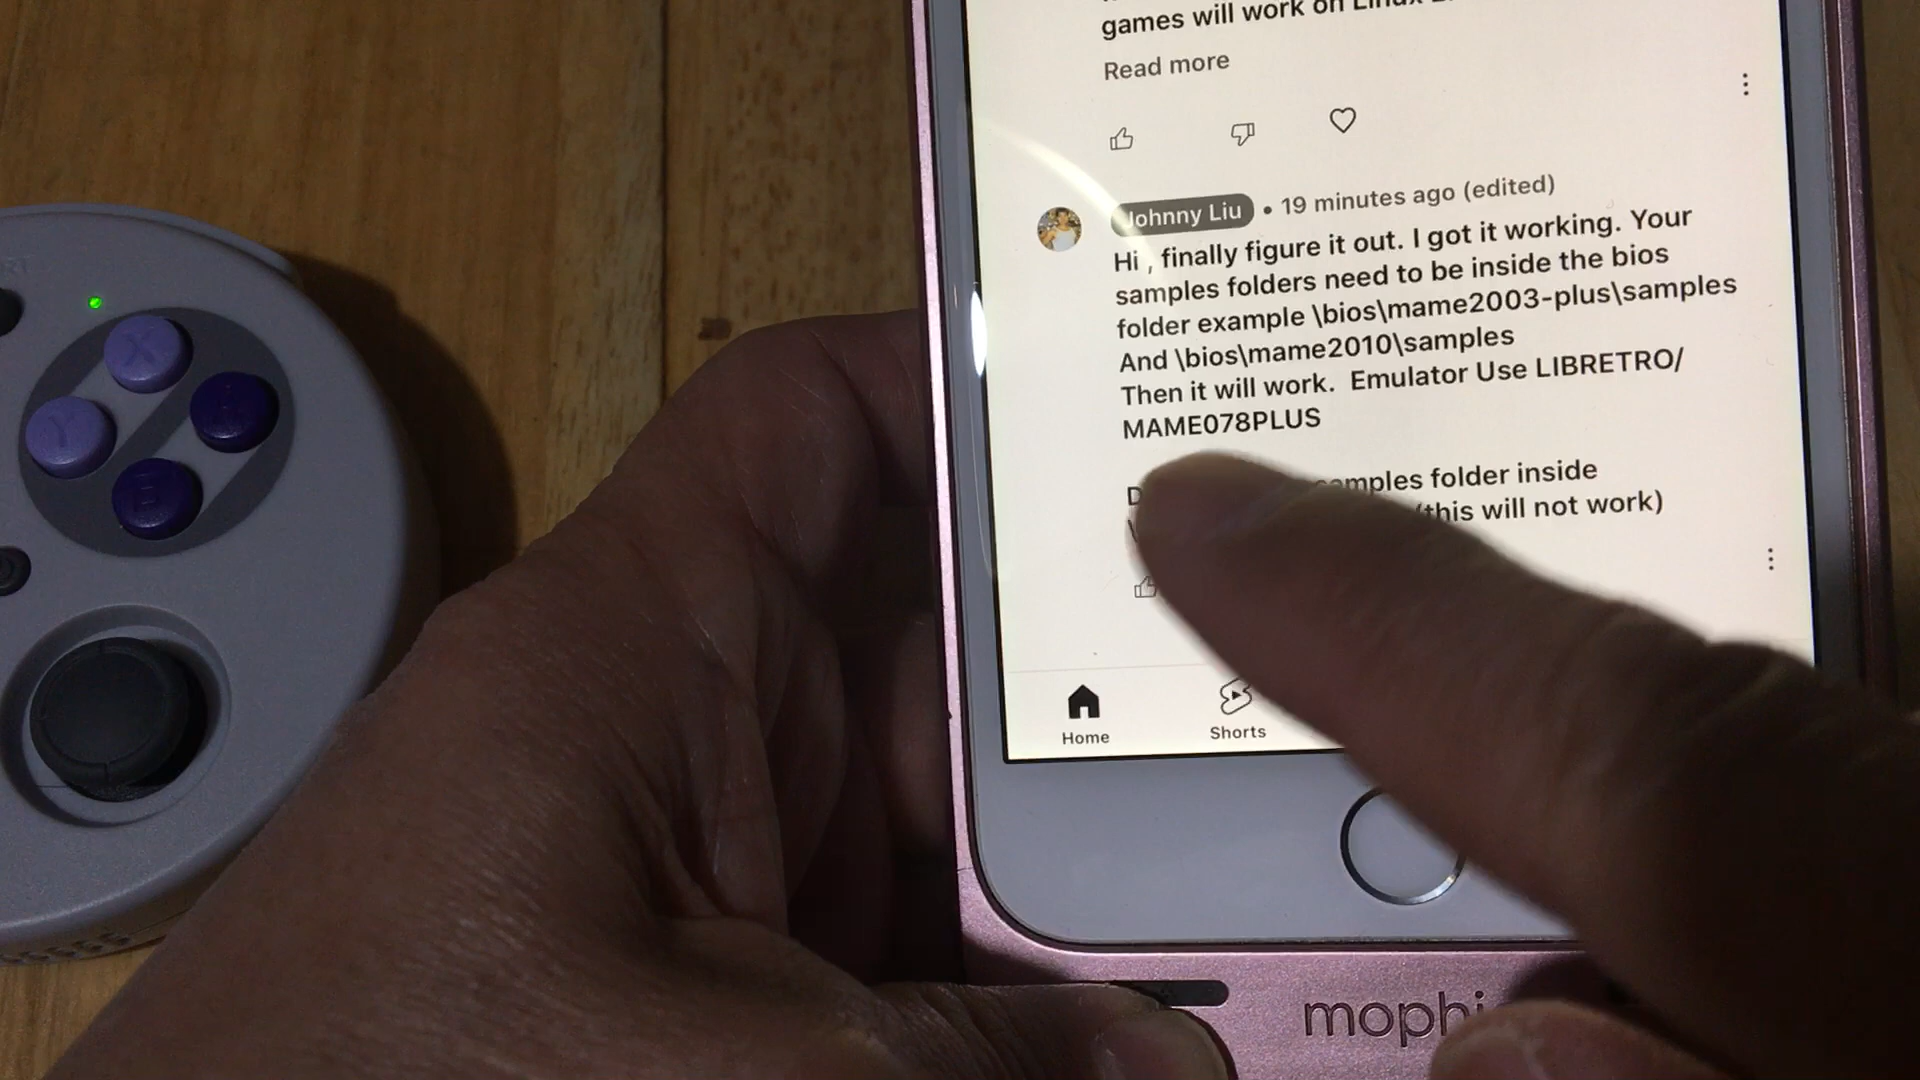 games will work on Linux
Read more
Johnny Liu • 19 minutes ago (edited)
Hi , finally figure it out. I got it working. Your
samples folders need to be inside the bios
folder example \bios\mame2003-plus\samples
And \bios\mame2010\samples
Then it will work. Emulator Use LIBRETRO/
MAME078PLUS
samples folder inside
(this will not work)
Home
Shorts
X
Y
B
mophi